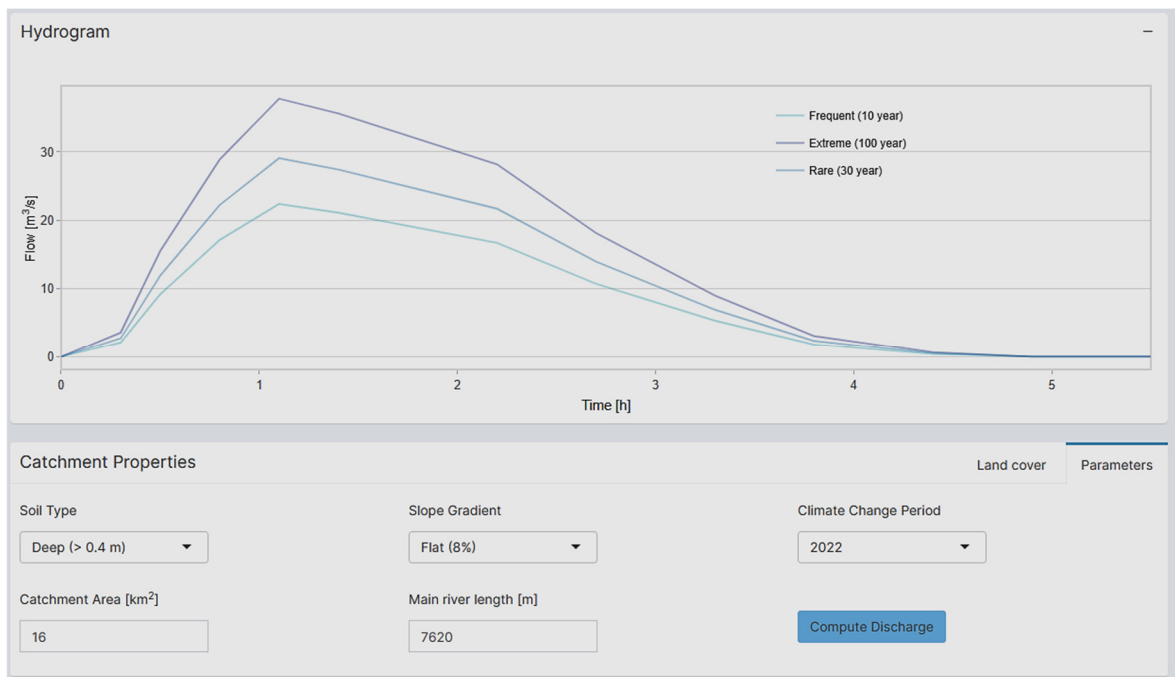 Hydrogram
−
Frequent (10 year)
Extreme (100 year)
Rare (30 year)
30
20
10
0
Flow [m³/s]
0 1 2 3 4 5
Time [h]
Catchment Properties Land cover Parameters
Soil Type Slope Gradient Climate Change Period
Deep (> 0.4 m) Flat (8%) 2022
Catchment Area [km²] Main river length [m]
16 7620 Compute Discharge